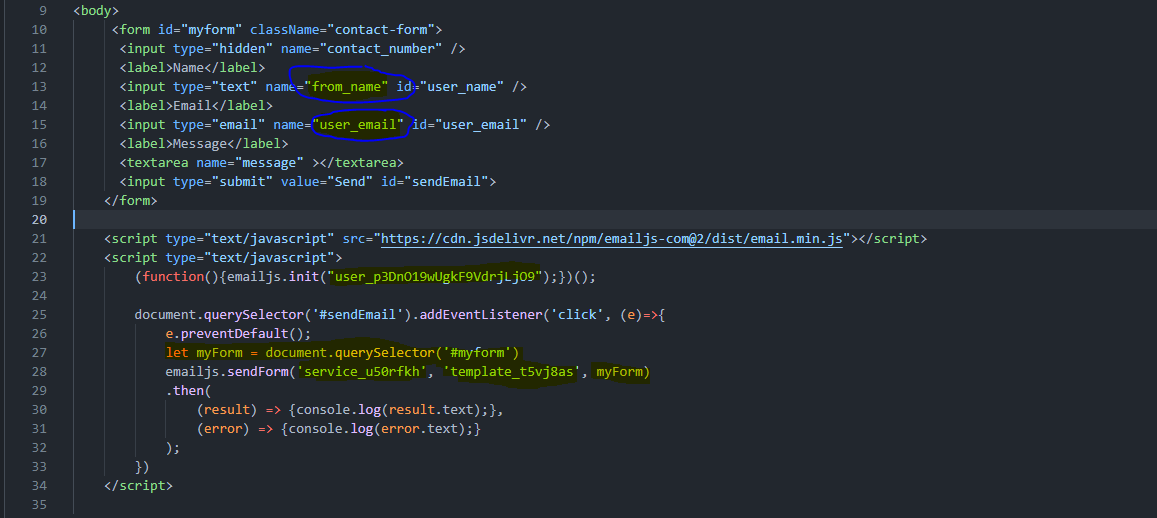 9 <body>
10 <form id="myform" className="contact-form">
11 <input type="hidden" name="contact_number" />
12 <label>Name</label>
13 <input type="text" name="from_name" id="user_name" />
14 <label>Email</label>
15 <input type="email" name="user_email" id="user_email" />
16 <label>Message</label>
17 <textarea name="message" ></textarea>
18 <input type="submit" value="Send" id="sendEmail">
19 </form>
20
21 <script type="text/javascript" src="https://cdn.jsdelivr.net/npm/emailjs-com@2/dist/email.min.js"></script>
22 <script type="text/javascript">
23 (function(){emailjs.init("user_p3DnO19wUgkF9VdrjLjO9");})();
24
25 document.querySelector('#sendEmail').addEventListener('click', (e)=>{
26 e.preventDefault();
27 let myForm = document.querySelector('#myform')
28 emailjs.sendForm('service_u50rfkh', 'template_t5vj8as', myForm)
29 .then(
30 (result) => {console.log(result.text);},
31 (error) => {console.log(error.text);}
32 );
33 })
34 </script>
35